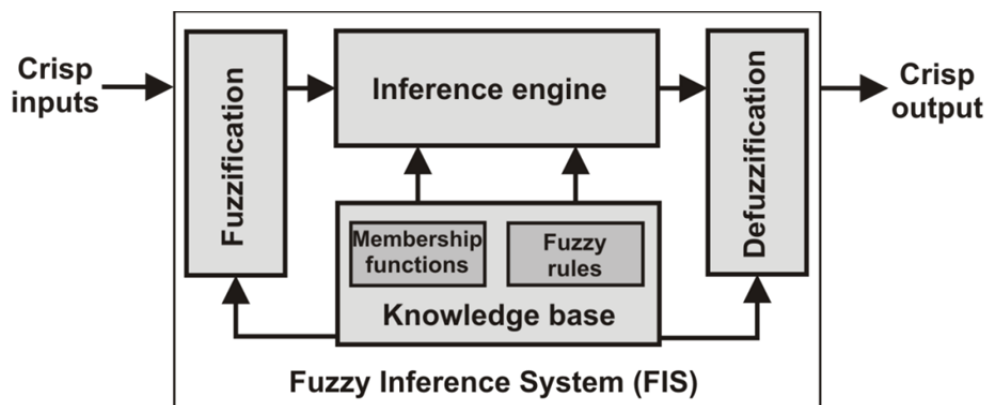 Crisp
inputs
Fuzzification
Inference engine
Defuzzification
Crisp
output
Membership
functions
Fuzzy
rules
Knowledge base
Fuzzy Inference System (FIS)